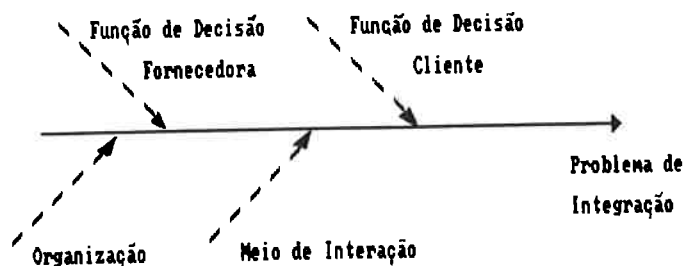 Função de Decisão
Fornecedora
Função de Decisão
Cliente
Problema de
Integração
Organização
Meio de Interação